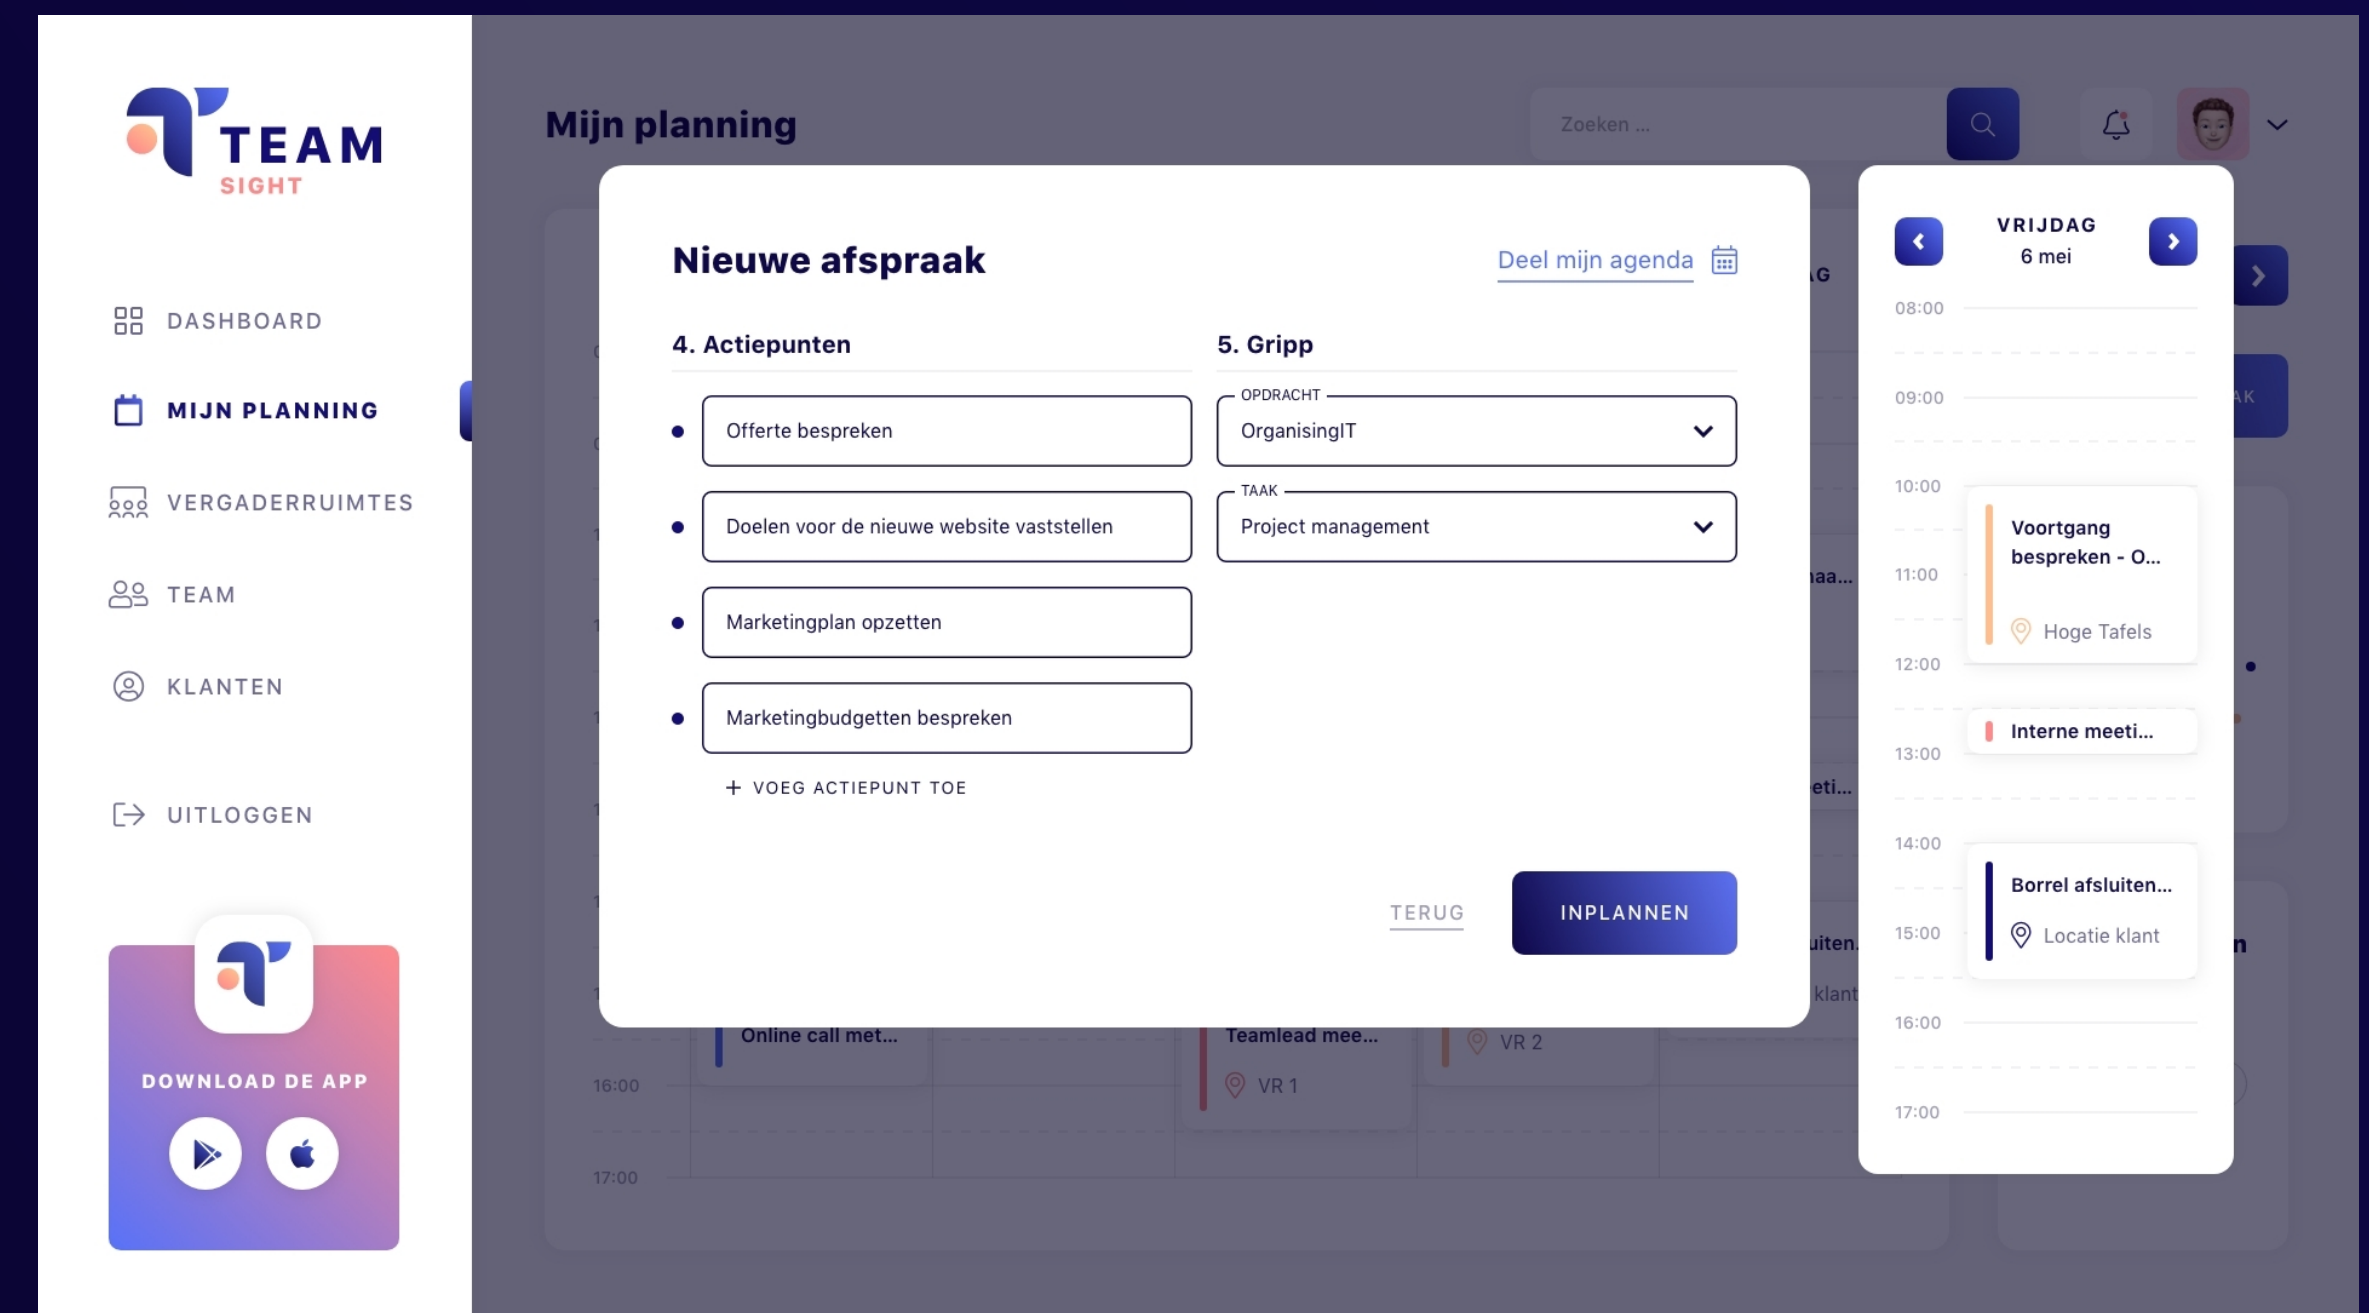 TEAM
SIGHT
DASHBOARD
MIJN PLANNING
VERGADERRUIMTES
TEAM
KLANTEN
UITLOGGEN
DOWNLOAD DE APP
Mijn planning
Zoeken ...
Nieuwe afspraak
Deel mijn agenda
4. Actiepunten
Offerte bespreken
Doelen voor de nieuwe website vaststellen
Marketingplan opzetten
Marketingbudgetten bespreken
+ VOEG ACTIEPUNT TOE
5. Gripp
OPDRACHT
OrganisingIT
TAAK
Project management
TERUG
INPLANNEN
Online call met...
Teamlead mee...
VR 1
VR 2
16:00
17:00
klant
VRIJDAG
6 mei
08:00
09:00
10:00
Voortgang
bespreken - O...
11:00
Hoge Tafels
12:00
Interne meeti...
13:00
14:00
Borrel afsluiten...
15:00
Locatie klant
16:00
17:00